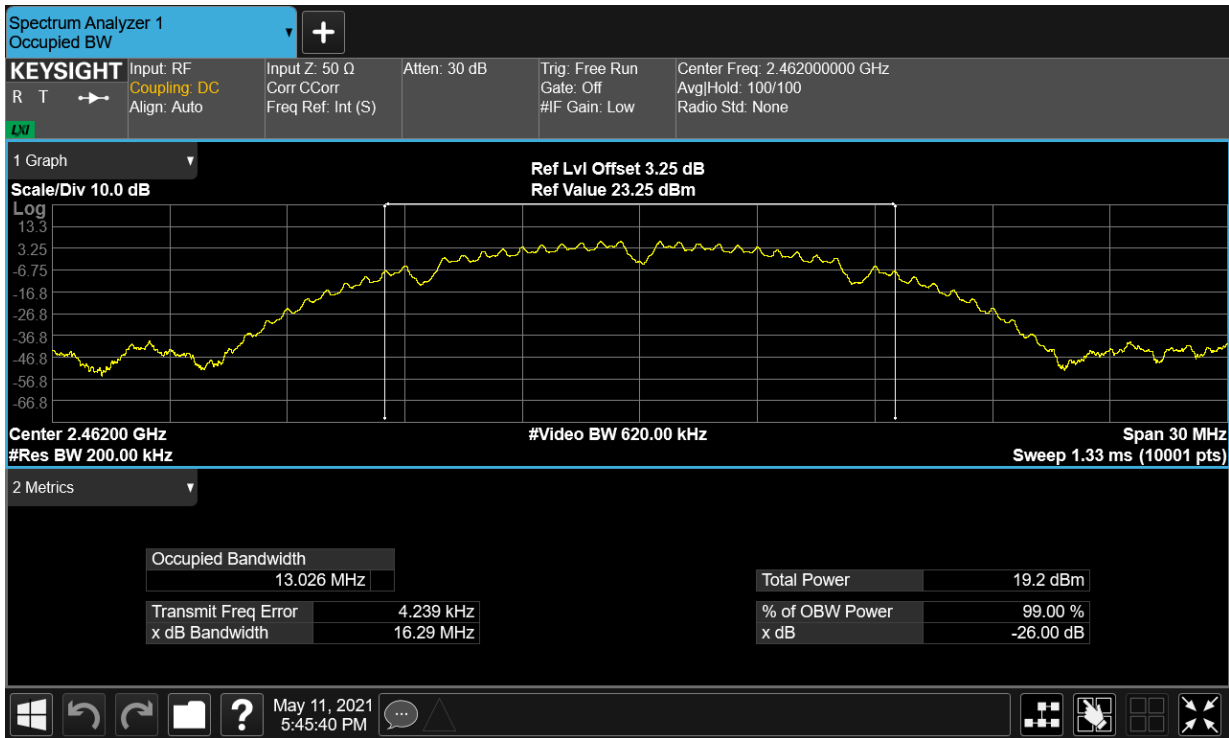 Spectrum Analyzer 1
Occupied BW
KEYSIGHT
R T
LXI
Input: RF
Coupling: DC
Align: Auto
Input Z: 50 Ω
Corr CCorr
Freq Ref: Int (S)
Atten: 30 dB
Trig: Free Run
Gate: Off
#IF Gain: Low
Center Freq: 2.462000000 GHz
Avg|Hold: 100/100
Radio Std: None
1 Graph
Scale/Div 10.0 dB
Ref Lvl Offset 3.25 dB
Ref Value 23.25 dBm
Log
13.3
3.25
-6.75
-16.8
-26.8
-36.8
-46.8
-56.8
-66.8
Center 2.46200 GHz
#Res BW 200.00 kHz
#Video BW 620.00 kHz
Span 30 MHz
Sweep 1.33 ms (10001 pts)
2 Metrics
Occupied Bandwidth
13.026 MHz
Transmit Freq Error 4.239 kHz
x dB Bandwidth 16.29 MHz
Total Power 19.2 dBm
% of OBW Power 99.00 %
x dB -26.00 dB
?
May 11, 2021
5:45:40 PM